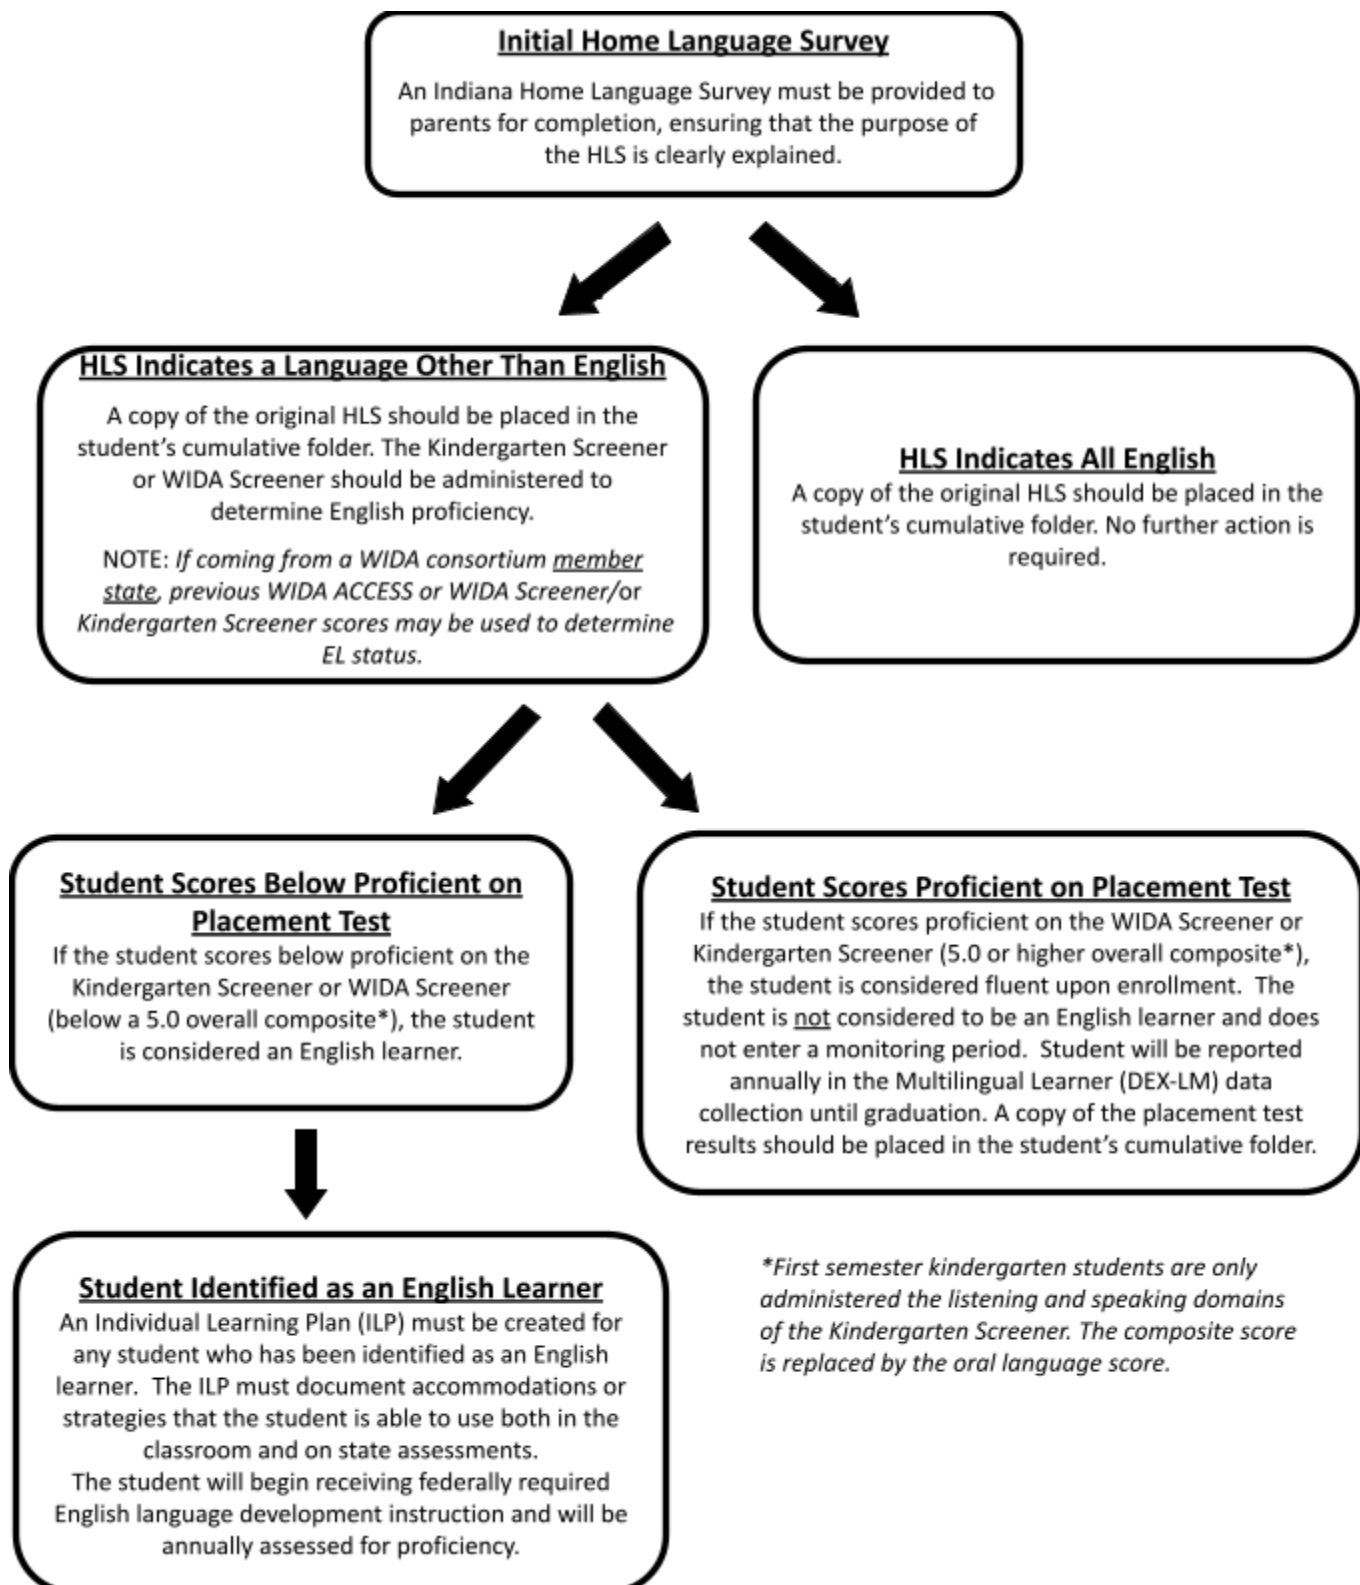 Initial Home Language Survey
An Indiana Home Language Survey must be provided to
parents for completion, ensuring that the purpose of
the HLS is clearly explained.
HLS Indicates a Language Other Than English
A copy of the original HLS should be placed in the
student's cumulative folder. The Kindergarten Screener
or WIDA Screener should be administered to
determine English proficiency.
NOTE: If coming from a WIDA consortium member
state, previous WIDA ACCESS or WIDA Screener/or
Kindergarten Screener scores may be used to determine
EL status.
HLS Indicates All English
A copy of the original HLS should be placed in the
student's cumulative folder. No further action is
required.
Student Scores Below Proficient on
Placement Test
If the student scores below proficient on the
Kindergarten Screener or WIDA Screener
(below a 5.0 overall composite*), the student
is considered an English learner.
Student Scores Proficient on Placement Test
If the student scores proficient on the WIDA Screener or
Kindergarten Screener (5.0 or higher overall composite*),
the student is considered fluent upon enrollment. The
student is not considered to be an English learner and does
not enter a monitoring period. Student will be reported
annually in the Multilingual Learner (DEX-LM) data
collection until graduation. A copy of the placement test
results should be placed in the student's cumulative folder.
Student Identified as an English Learner
An Individual Learning Plan (ILP) must be created for
any student who has been identified as an English
learner. The ILP must document accommodations or
strategies that the student is able to use both in the
classroom and on state assessments.
The student will begin receiving federally required
English language development instruction and will be
annually assessed for proficiency.
*First semester kindergarten students are only
administered the listening and speaking domains
of the Kindergarten Screener. The composite score
is replaced by the oral language score.